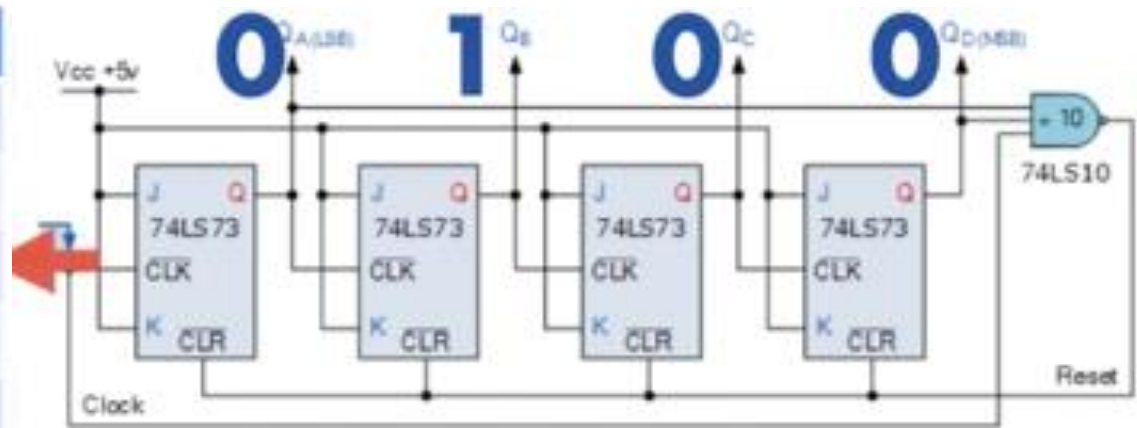 0 QA(LSB) 1 QB 0 QC 0 QD(MSB)
Vcc +5v
÷ 10
74LS10
J Q J Q J Q J Q
74LS73 74LS73 74LS73 74LS73
CLK CLK CLK CLK
K K K K
CLR CLR CLR CLR
Reset
Clock